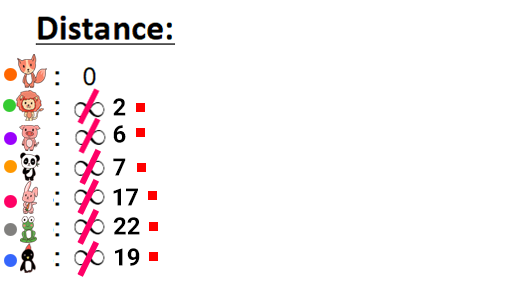 Distance:
: 0
: ∞ 2
: ∞ 6
: ∞ 7
: ∞ 17
: ∞ 22
: ∞ 19